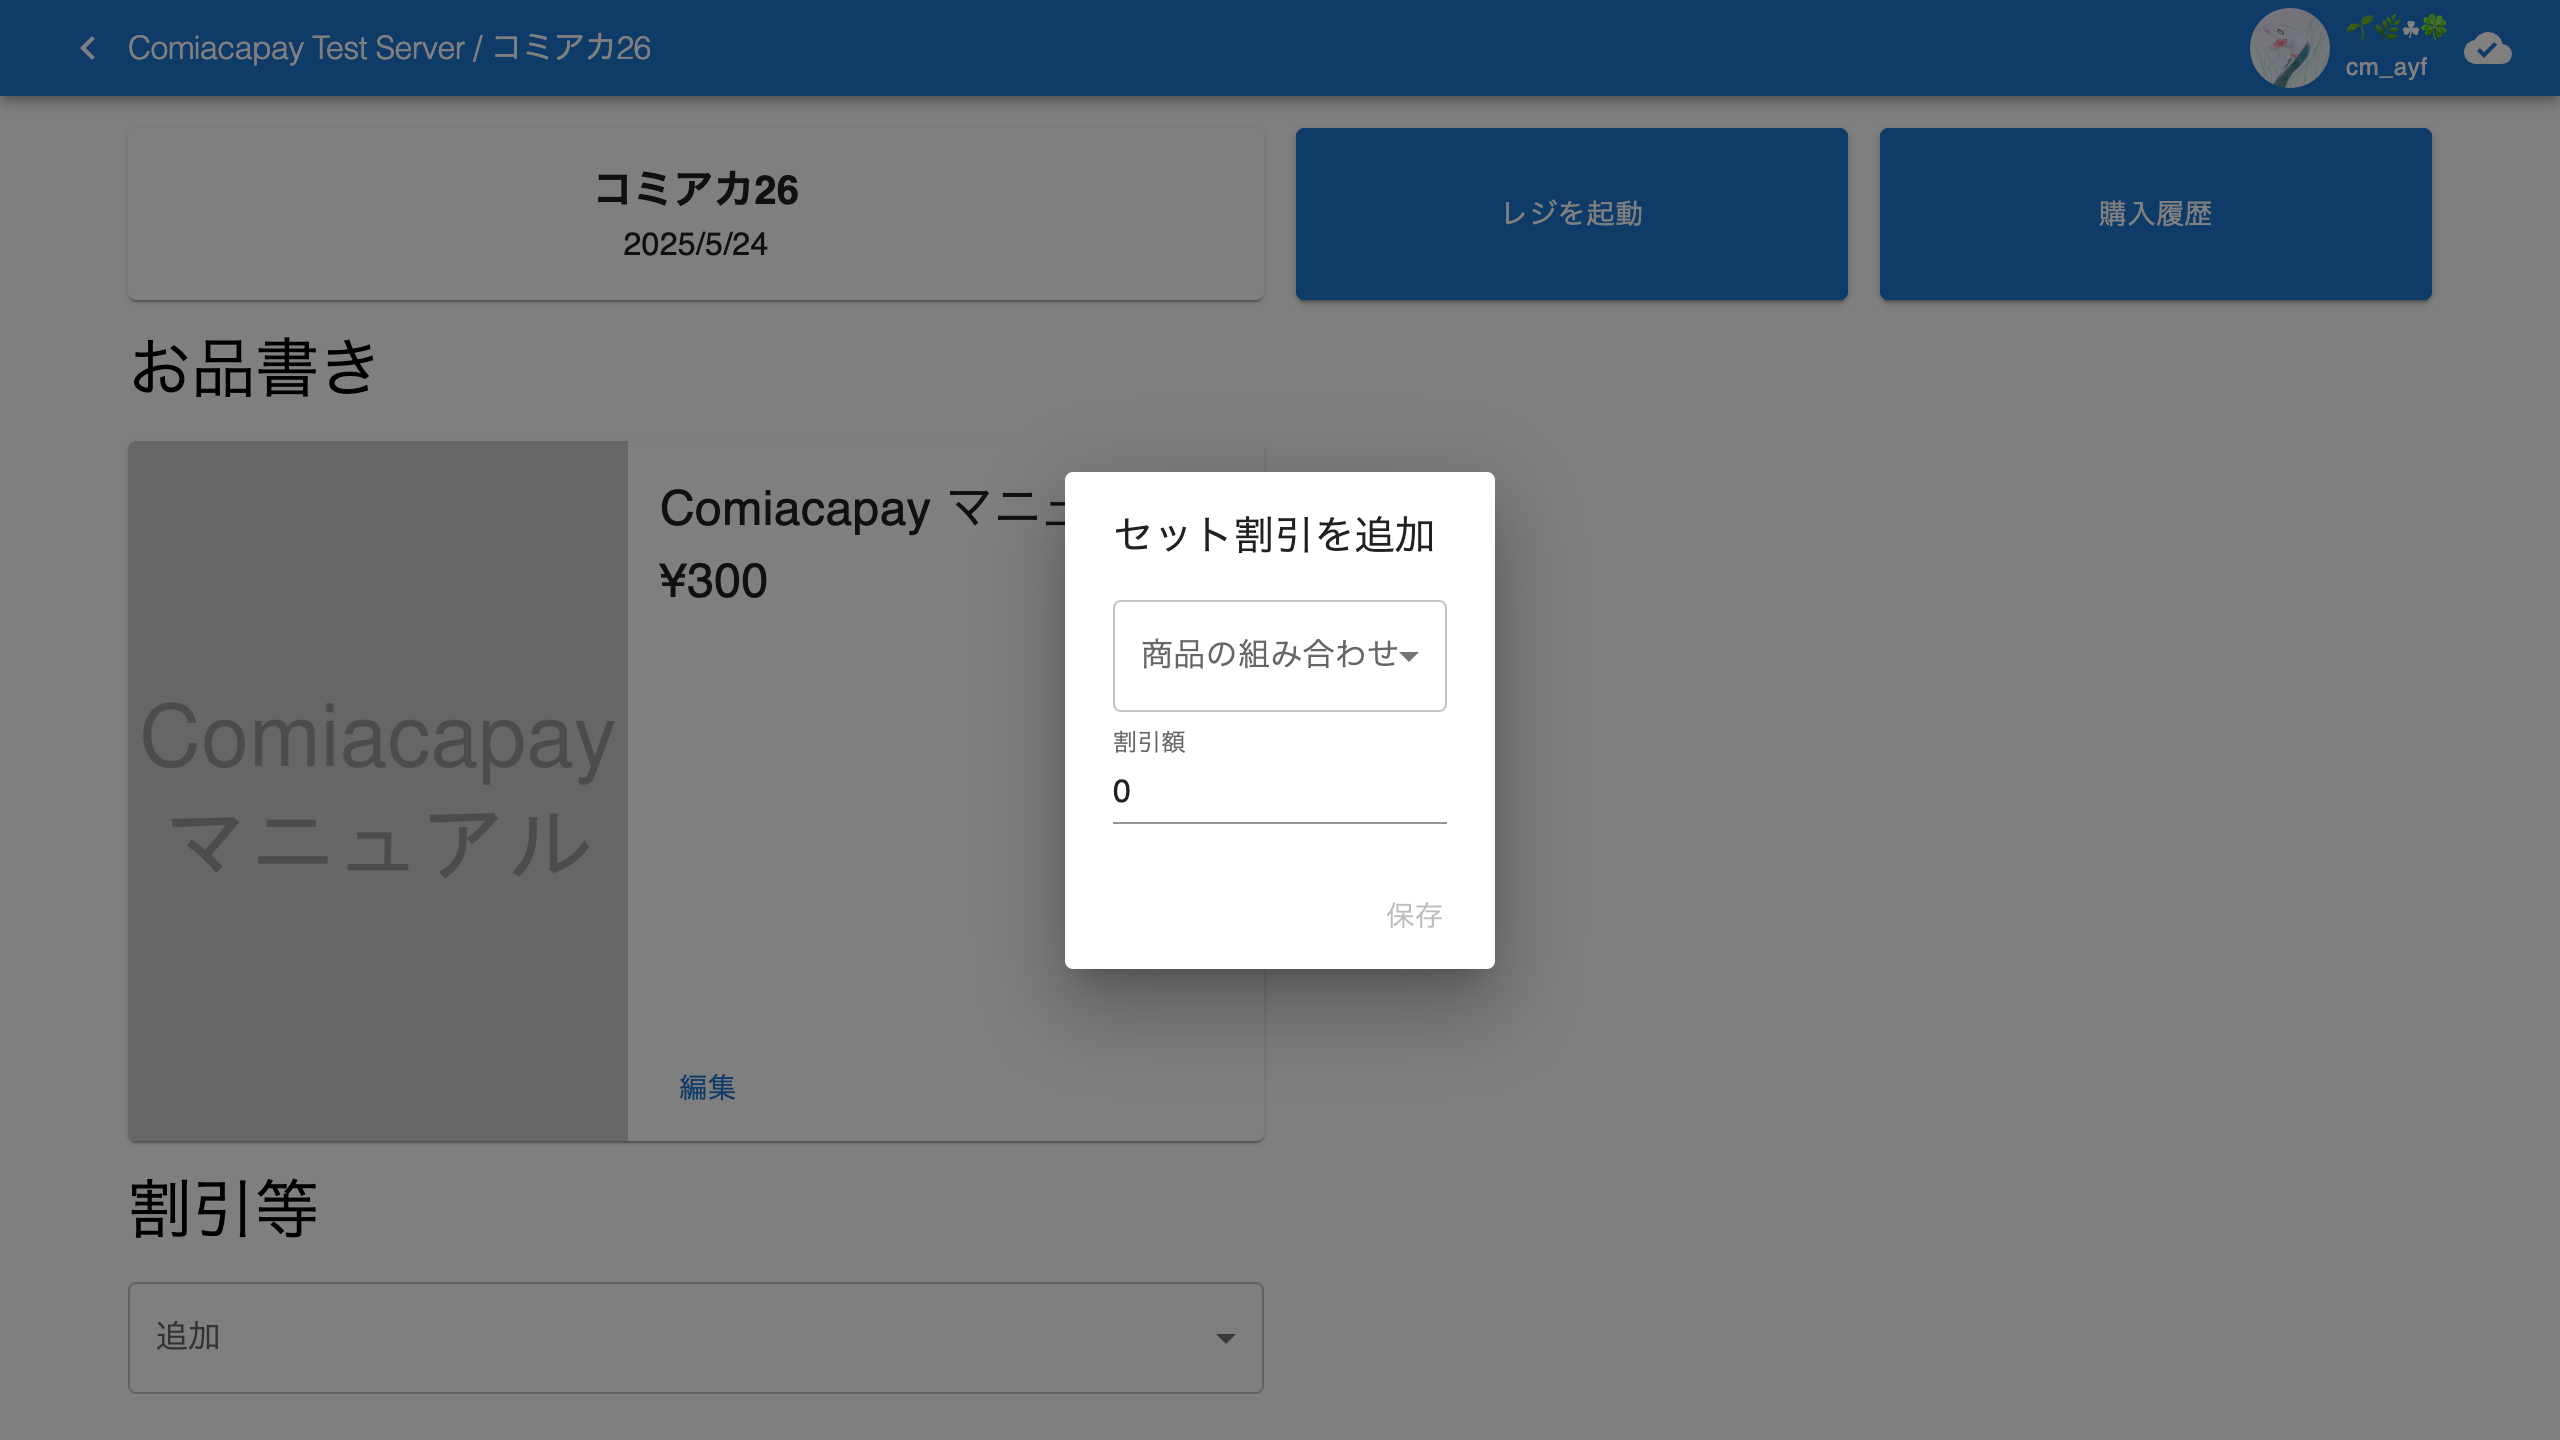 Comiacapay Test Server / コミアカ26
🌱🌿☘🍀
cm_ayf
コミアカ26
2025/5/24
レジを起動
購入履歴
お品書き
Comiacapay
マニュアル
Comiacapay マニュ
¥300
編集
セット割引を追加
商品の組み合わせ
割引額
0
保存
割引等
追加